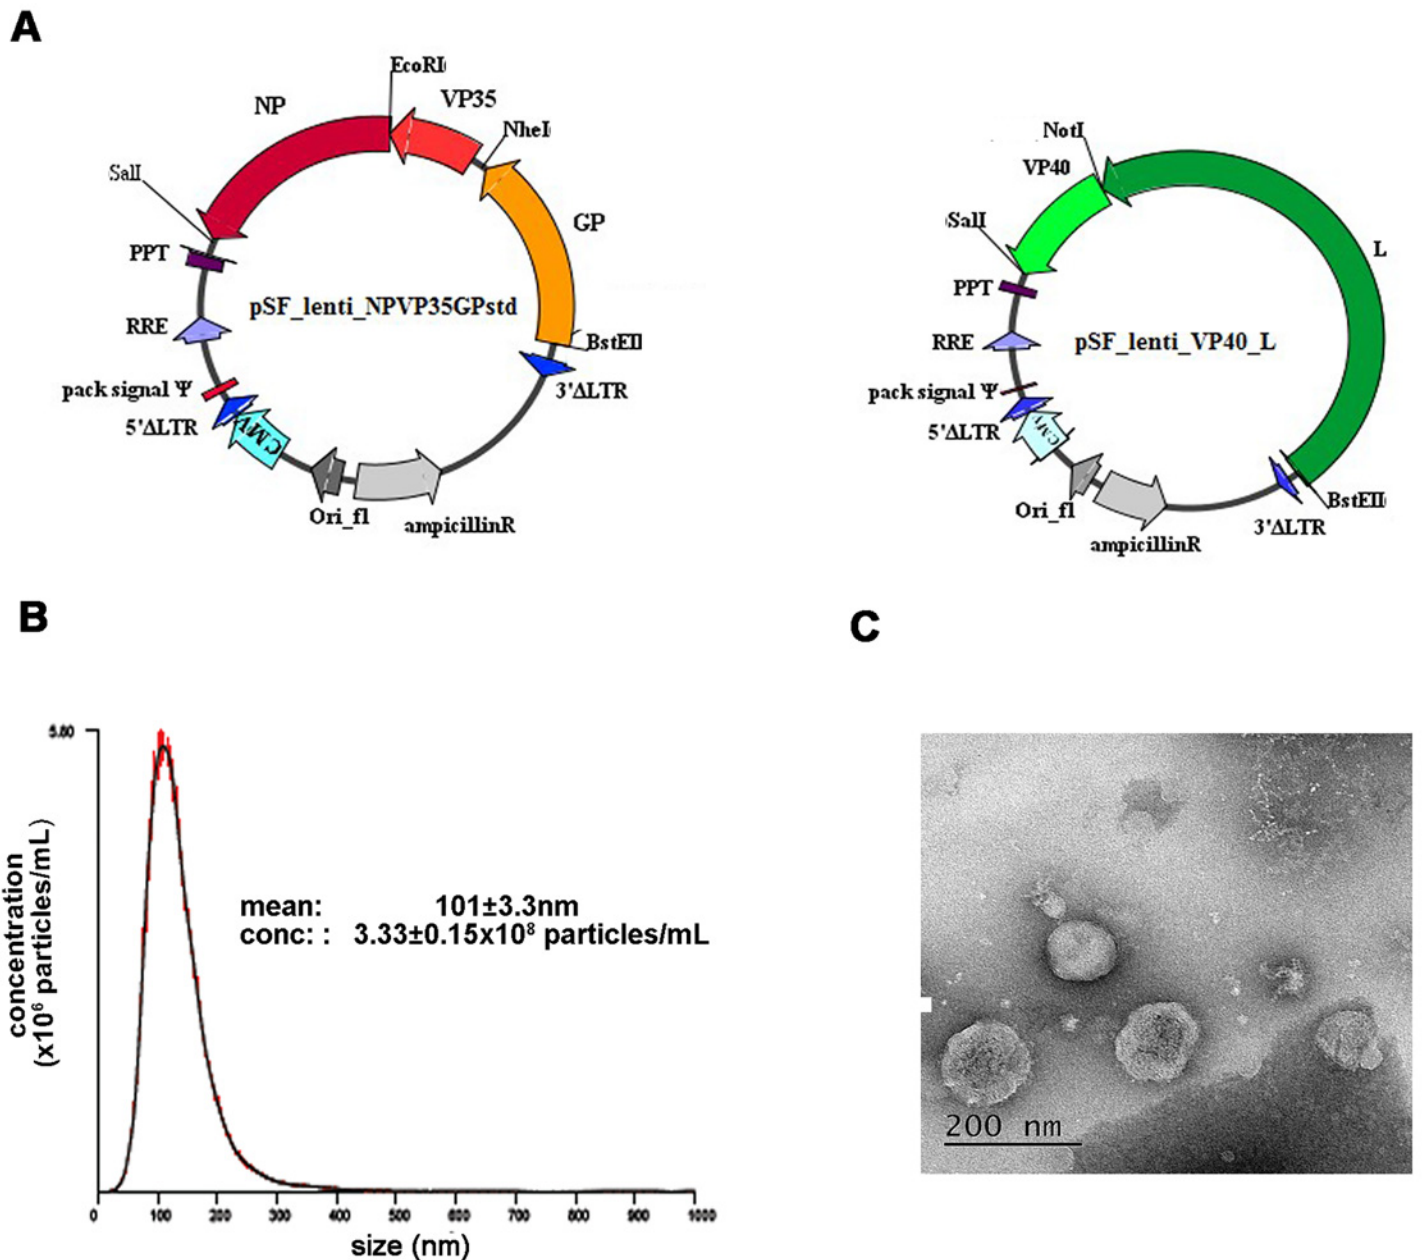 A
EcoRI
NP
VP35
NheI
SalI
GP
PPT
pSF_lenti_NPVP35GPstd
RRE
BstEII
pack signal Ψ
3'ΔLTR
5'ΔLTR
CMV
Ori_f1
ampicillinR
NotI
VP40
SalI
L
PPT
RRE
pSF_lenti_VP40_L
pack signal Ψ
5'ΔLTR
CMV
BstEII
Ori_f1
3'ΔLTR
ampicillinR
B
concentration
(x10⁶ particles/mL)
mean: 101±3.3nm
conc: : 3.33±0.15x10⁸ particles/mL
0 100 200 300 400 500 600 700 800 900 1000
size (nm)
C
200 nm